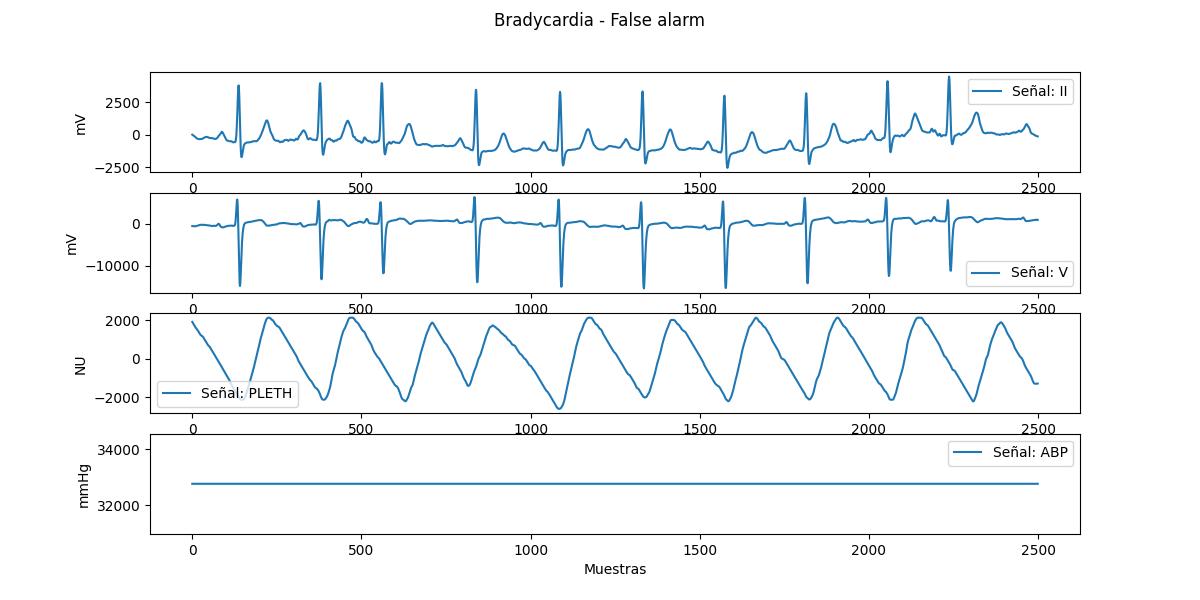 Bradycardia - False alarm
2500
0
−2500
mV
Señal: II
0 500 1000 1500 2000 2500
0
−10000
mV
Señal: V
0 500 1000 1500 2000 2500
2000
0
−2000
NU
Señal: PLETH
0 500 1000 1500 2000 2500
34000
32000
mmHg
Señal: ABP
0 500 1000 1500 2000 2500
Muestras